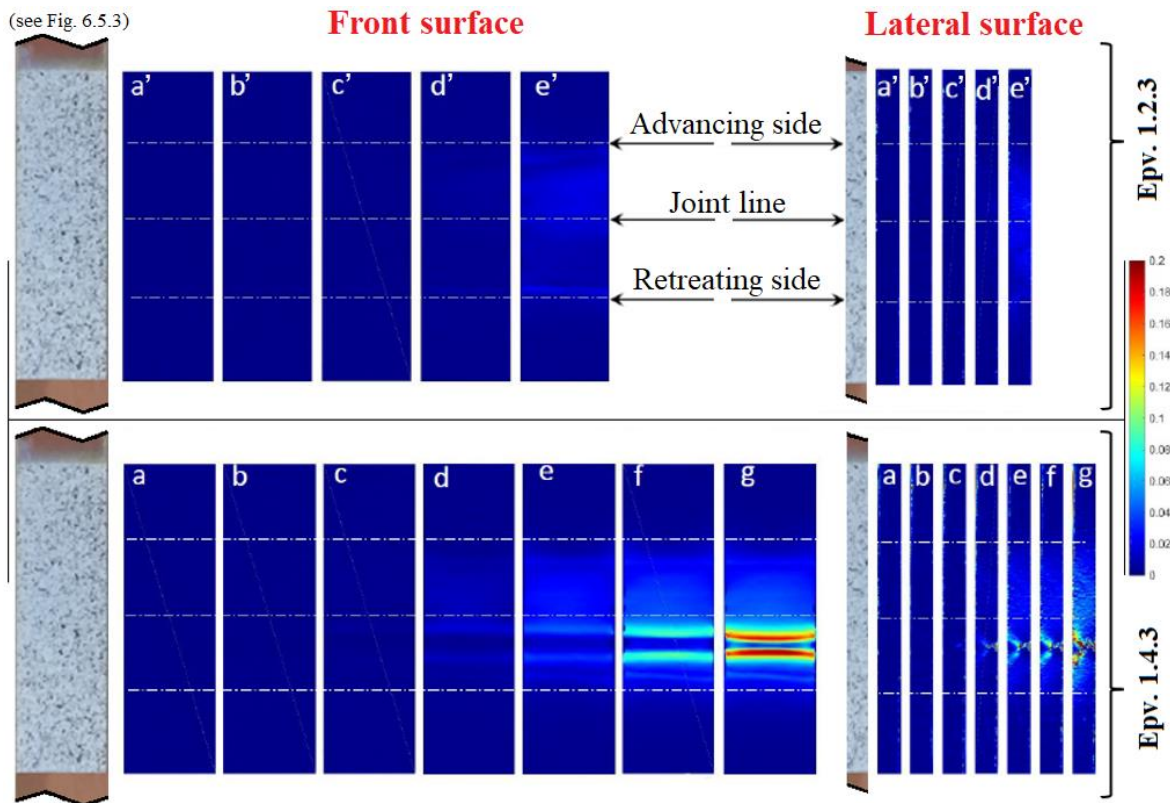 (see Fig. 6.5.3)
Front surface
Lateral surface
a’ b’ c’ d’ e’
a’ b’ c’ d’ e’
Advancing side
Joint line
Retreating side
Epv. 1.2.3
0.2
0.18
0.16
0.14
0.12
0.1
0.08
0.06
0.04
0.02
0
a b c d e f g
a b c d e f g
Epv. 1.4.3